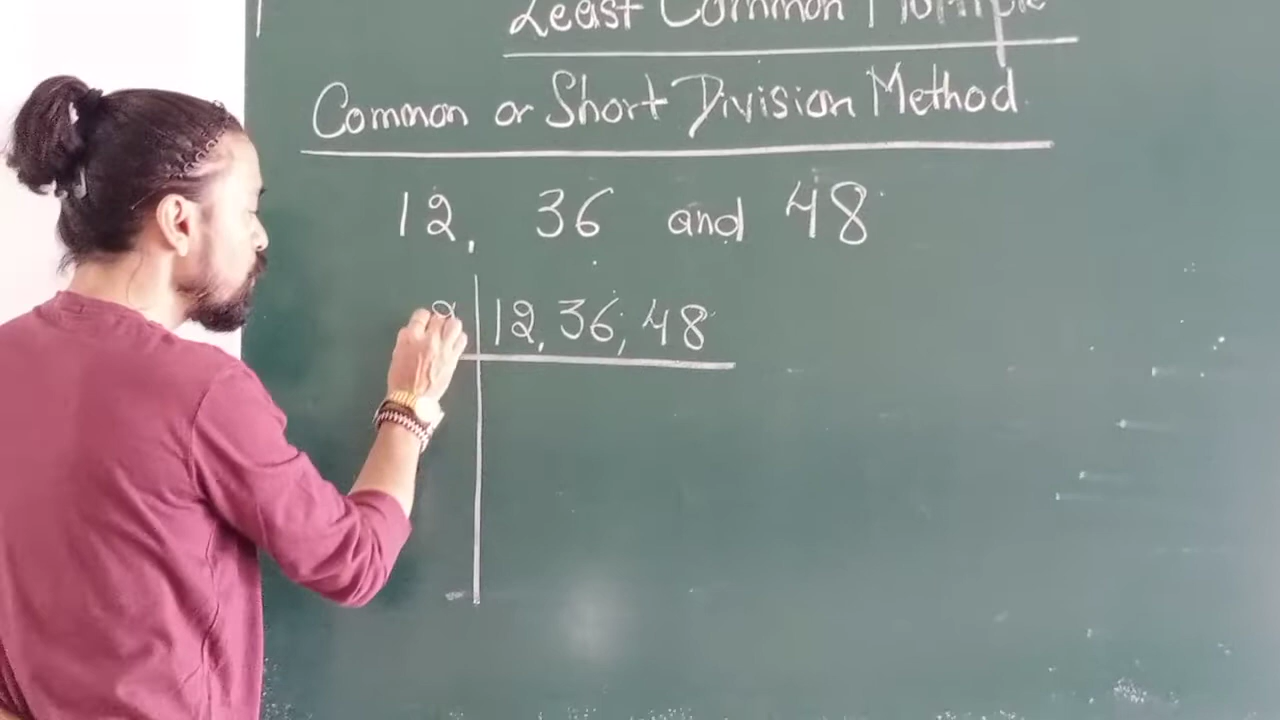 Least Common Multiple
Common or Short Division Method
12, 36 and 48
2 12, 36, 48